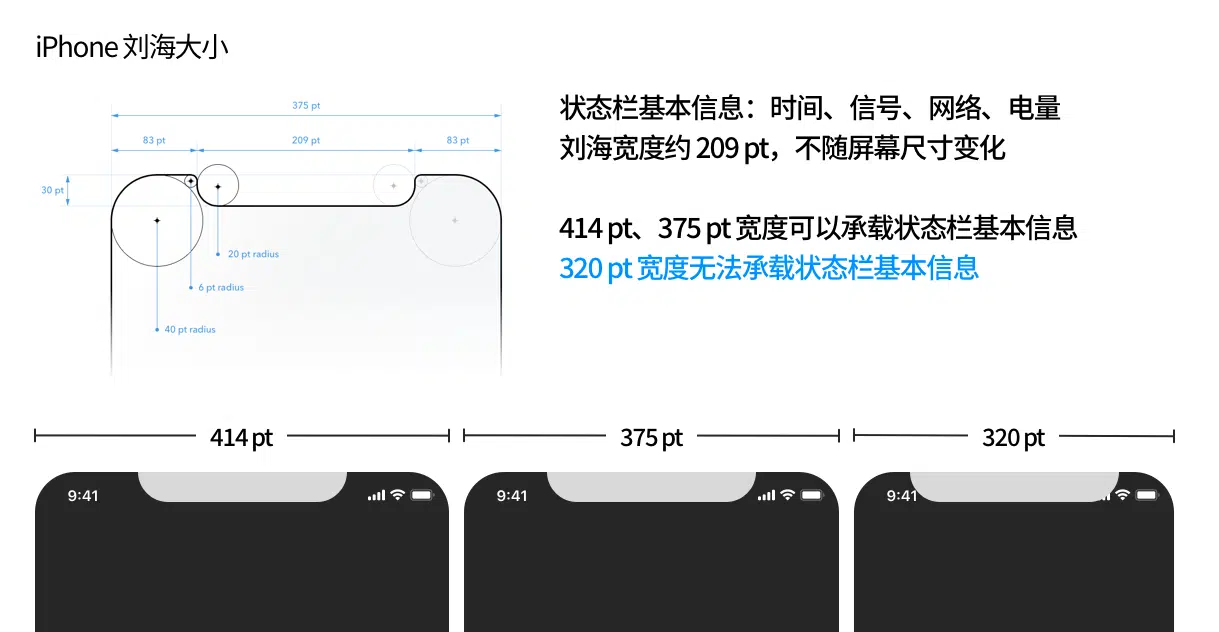 iPhone 刘海大小
375 pt
83 pt
209 pt
83 pt
30 pt
20 pt radius
6 pt radius
40 pt radius
状态栏基本信息：时间、信号、网络、电量
刘海宽度约 209 pt，不随屏幕尺寸变化
414 pt、375 pt 宽度可以承载状态栏基本信息
320 pt 宽度无法承载状态栏基本信息
414 pt
375 pt
320 pt
9:41
9:41
9:41